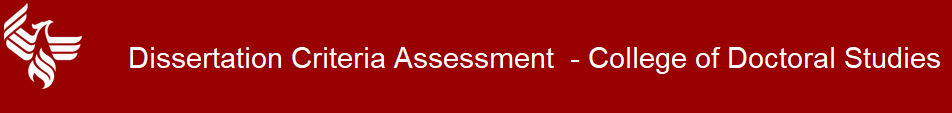 Dissertation Criteria Assessment  - College of Doctoral Studies